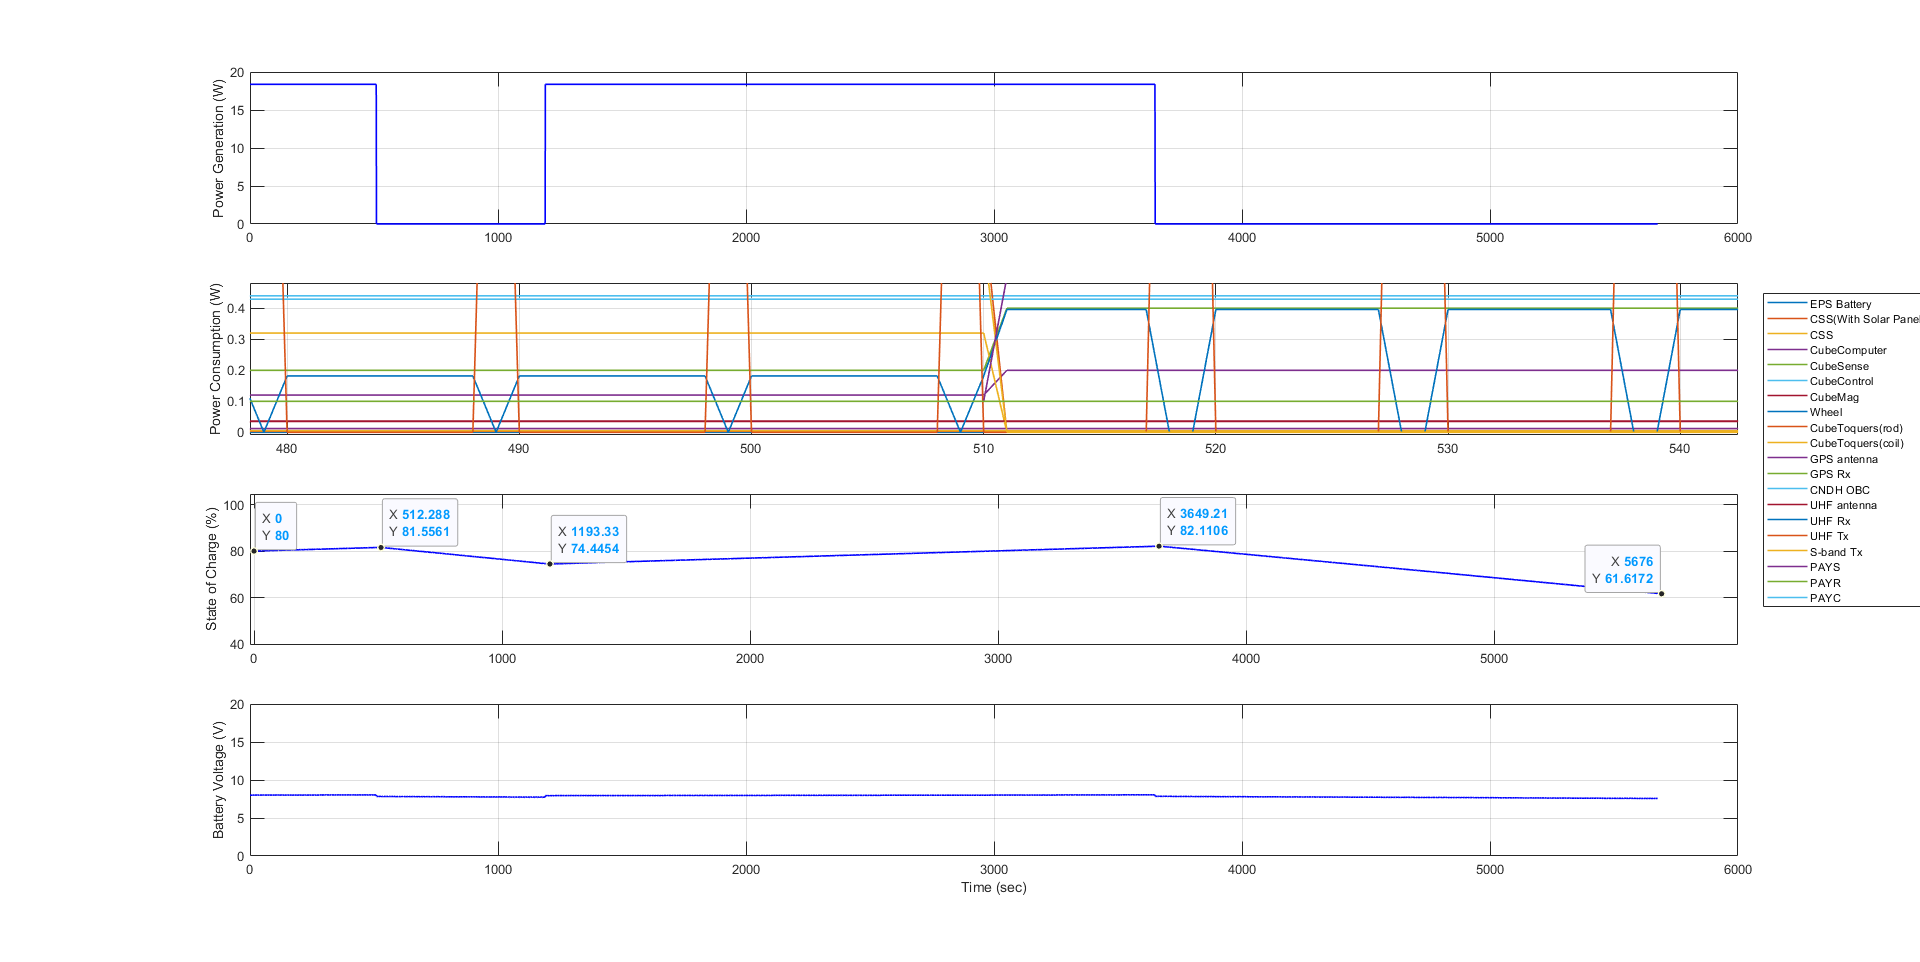 Power Generation (W)
20
15
10
5
0
0 1000 2000 3000 4000 5000 6000
Power Consumption (W)
0.4
0.3
0.2
0.1
0
480 490 500 510 520 530 540
EPS Battery
CSS(With Solar Panel
CSS
CubeComputer
CubeSense
CubeControl
CubeMag
Wheel
CubeToquers(rod)
CubeToquers(coil)
GPS antenna
GPS Rx
CNDH OBC
UHF antenna
UHF Rx
UHF Tx
S-band Tx
PAYS
PAYR
PAYC
State of Charge (%)
100
80
60
40
X 0
Y 80
X 512.288
Y 81.5561
X 1193.33
Y 74.4454
X 3649.21
Y 82.1106
X 5676
Y 61.6172
0 1000 2000 3000 4000 5000
Battery Voltage (V)
20
15
10
5
0
0 1000 2000 3000 4000 5000 6000
Time (sec)